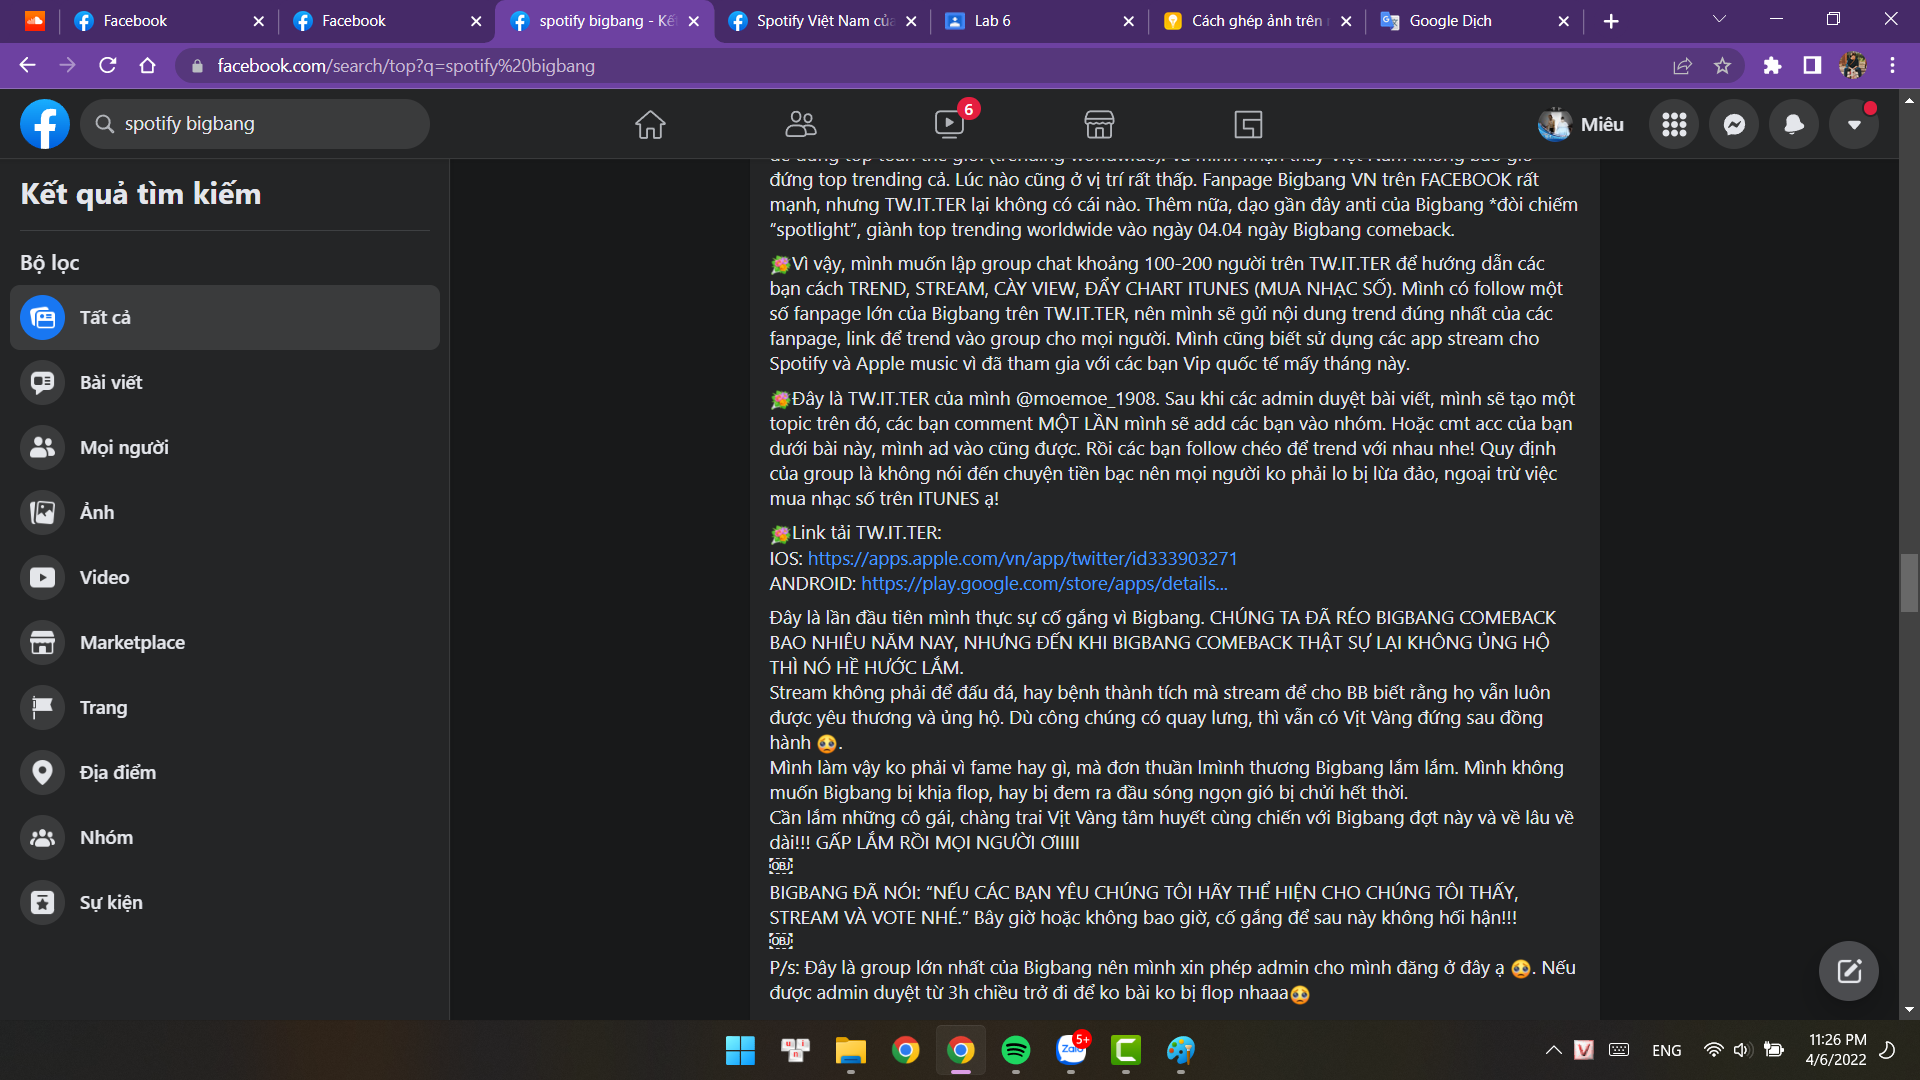 Facebook
Facebook
spotify bigbang - Kế
Spotify Việt Nam củ
Lab 6
Cách ghép ảnh trên
Google Dịch
facebook.com/search/top?q=spotify%20bigbang
spotify bigbang
6
Miêu
Kết quả tìm kiếm
Bộ lọc
Tất cả
Bài viết
Mọi người
Ảnh
Video
Marketplace
Trang
Địa điểm
Nhóm
Sự kiện
đứng top trending cả. Lúc nào cũng ở vị trí rất thấp. Fanpage Bigbang VN trên FACEBOOK rất
mạnh, nhưng TW.IT.TER lại không có cái nào. Thêm nữa, dạo gần đây anti của Bigbang *đòi chiếm
“spotlight”, giành top trending worldwide vào ngày 04.04 ngày Bigbang comeback.
💐Vì vậy, mình muốn lập group chat khoảng 100-200 người trên TW.IT.TER để hướng dẫn các
bạn cách TREND, STREAM, CÀY VIEW, ĐẨY CHART ITUNES (MUA NHẠC SỐ). Mình có follow một
số fanpage lớn của Bigbang trên TW.IT.TER, nên mình sẽ gửi nội dung trend đúng nhất của các
fanpage, link để trend vào group cho mọi người. Mình cũng biết sử dụng các app stream cho
Spotify và Apple music vì đã tham gia với các bạn Vip quốc tế mấy tháng này.
💐Đây là TW.IT.TER của mình @moemoe_1908. Sau khi các admin duyệt bài viết, mình sẽ tạo một
topic trên đó, các bạn comment MỘT LẦN mình sẽ add các bạn vào nhóm. Hoặc cmt acc của bạn
dưới bài này, mình ad vào cũng được. Rồi các bạn follow chéo để trend với nhau nhe! Quy định
của group là không nói đến chuyện tiền bạc nên mọi người ko phải lo bị lừa đảo, ngoại trừ việc
mua nhạc số trên ITUNES ạ!
💐Link tải TW.IT.TER:
IOS: https://apps.apple.com/vn/app/twitter/id333903271
ANDROID: https://play.google.com/store/apps/details...
Đây là lần đầu tiên mình thực sự cố gắng vì Bigbang. CHÚNG TA ĐÃ RÉO BIGBANG COMEBACK
BAO NHIÊU NĂM NAY, NHƯNG ĐẾN KHI BIGBANG COMEBACK THẬT SỰ LẠI KHÔNG ỦNG HỘ
THÌ NÓ HỀ HƯỚC LẮM.
Stream không phải để đấu đá, hay bệnh thành tích mà stream để cho BB biết rằng họ vẫn luôn
được yêu thương và ủng hộ. Dù công chúng có quay lưng, thì vẫn có Vịt Vàng đứng sau đồng
hành 🥺.
Mình làm vậy ko phải vì fame hay gì, mà đơn thuần lmình thương Bigbang lắm lắm. Mình không
muốn Bigbang bị khịa flop, hay bị đem ra đầu sóng ngọn gió bị chửi hết thời.
Cần lắm những cô gái, chàng trai Vịt Vàng tâm huyết cùng chiến với Bigbang đợt này và về lâu về
dài!!! GẤP LẮM RỒI MỌI NGƯỜI ƠIIIII
OBJ
BIGBANG ĐÃ NÓI: “NẾU CÁC BẠN YÊU CHÚNG TÔI HÃY THỂ HIỆN CHO CHÚNG TÔI THẤY,
STREAM VÀ VOTE NHÉ.” Bây giờ hoặc không bao giờ, cố gắng để sau này không hối hận!!!
OBJ
P/s: Đây là group lớn nhất của Bigbang nên mình xin phép admin cho mình đăng ở đây ạ 🥺. Nếu
được admin duyệt từ 3h chiều trở đi để ko bài ko bị flop nhaaa🥺
Zalo
5+
ENG
11:26 PM
4/6/2022